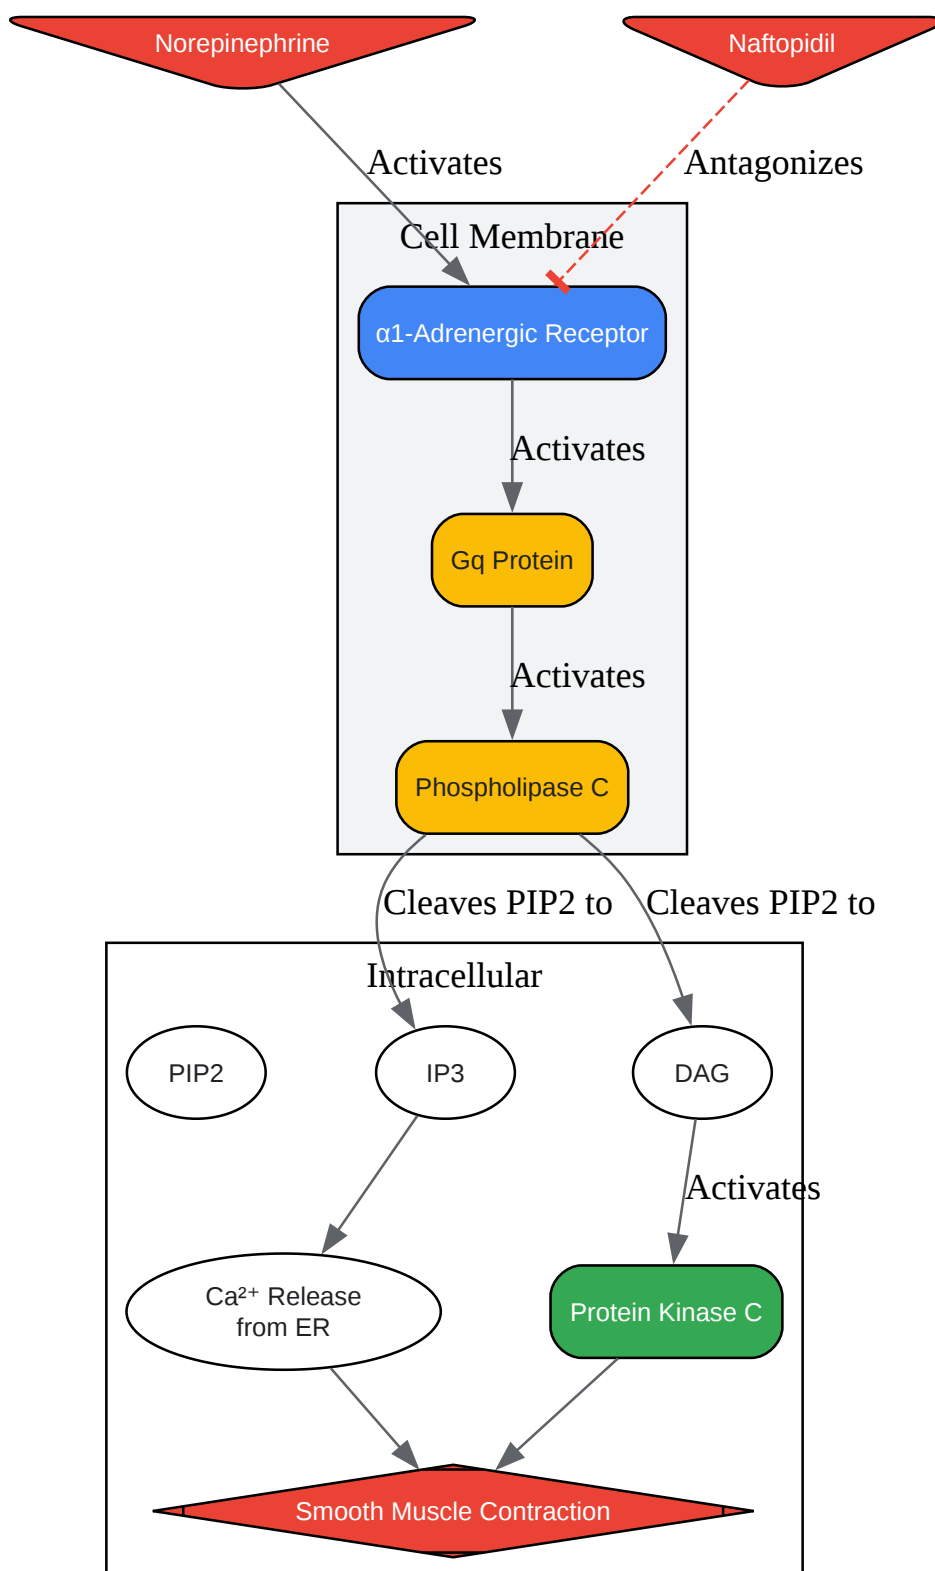 Norepinephrine
Naftopidil
Activates
Antagonizes
Cell Membrane
α1-Adrenergic Receptor
Activates
Gq Protein
Activates
Phospholipase C
Cleaves PIP2 to
Cleaves PIP2 to
Intracellular
PIP2
IP3
DAG
Activates
Ca²⁺ Release
from ER
Protein Kinase C
Smooth Muscle Contraction